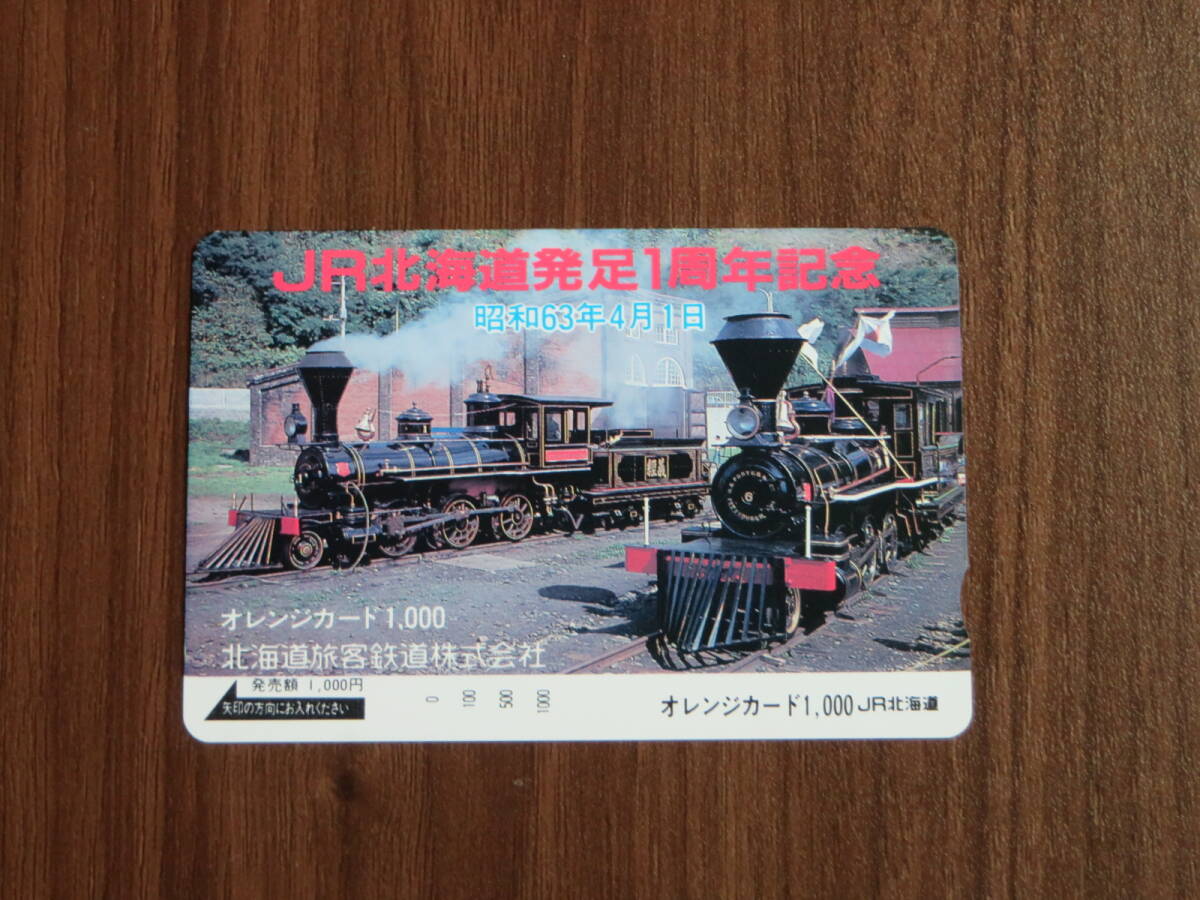 JR北海道発足1周年記念
昭和63年4月1日
義經
6
オレンジカード1,000
北海道旅客鉄道株式会社
発売額 1,000円
矢印の方向にお入れください
0 100 500 1000
オレンジカード1,000 JR北海道